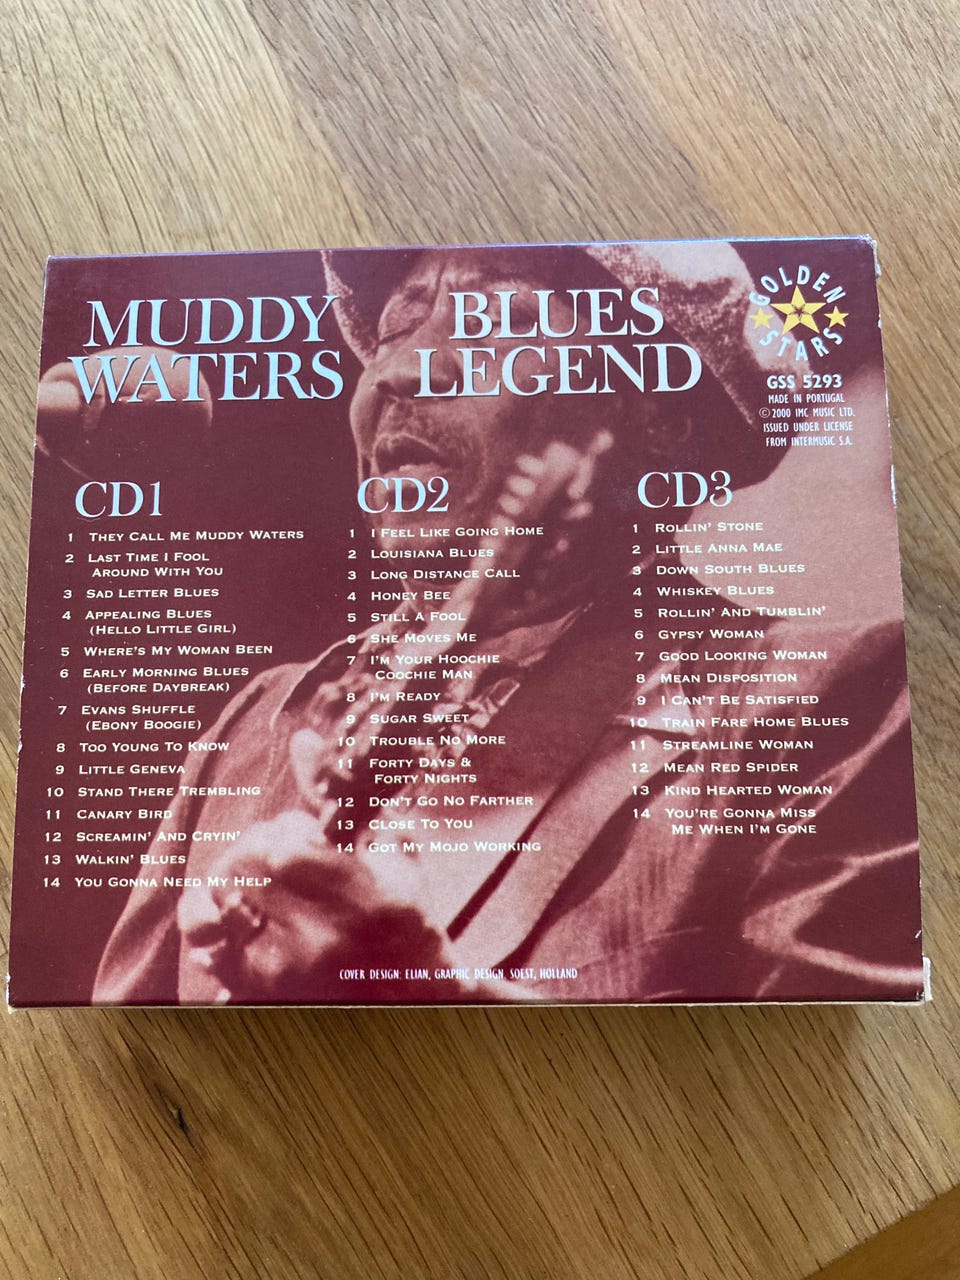 MUDDY
WATERS
BLUES
LEGEND
GOLDEN
STARS
GSS 5293
MADE IN PORTUGAL
©2000 IMC MUSIC LTD.
ISSUED UNDER LICENSE
FROM INTERMUSIC S.A.
CD1
1 THEY CALL ME MUDDY WATERS
2 LAST TIME I FOOL
AROUND WITH YOU
3 SAD LETTER BLUES
4 APPEALING BLUES
(HELLO LITTLE GIRL)
5 WHERE'S MY WOMAN BEEN
6 EARLY MORNING BLUES
(BEFORE DAYBREAK)
7 EVANS SHUFFLE
(EBONY BOOGIE)
8 TOO YOUNG TO KNOW
9 LITTLE GENEVA
10 STAND THERE TREMBLING
11 CANARY BIRD
12 SCREAMIN' AND CRYIN'
13 WALKIN' BLUES
14 YOU GONNA NEED MY HELP
CD2
1 I FEEL LIKE GOING HOME
2 LOUISIANA BLUES
3 LONG DISTANCE CALL
4 HONEY BEE
5 STILL A FOOL
6 SHE MOVES ME
7 I'M YOUR HOOCHIE
COOCHIE MAN
8 I'M READY
9 SUGAR SWEET
10 TROUBLE NO MORE
11 FORTY DAYS &
FORTY NIGHTS
12 DON'T GO NO FARTHER
13 CLOSE TO YOU
14 GOT MY MOJO WORKING
CD3
1 ROLLIN' STONE
2 LITTLE ANNA MAE
3 DOWN SOUTH BLUES
4 WHISKEY BLUES
5 ROLLIN' AND TUMBLIN'
6 GYPSY WOMAN
7 GOOD LOOKING WOMAN
8 MEAN DISPOSITION
9 I CAN'T BE SATISFIED
10 TRAIN FARE HOME BLUES
11 STREAMLINE WOMAN
12 MEAN RED SPIDER
13 KIND HEARTED WOMAN
14 YOU'RE GONNA MISS
ME WHEN I'M GONE
COVER DESIGN: ELIAN, GRAPHIC DESIGN, SOEST, HOLLAND